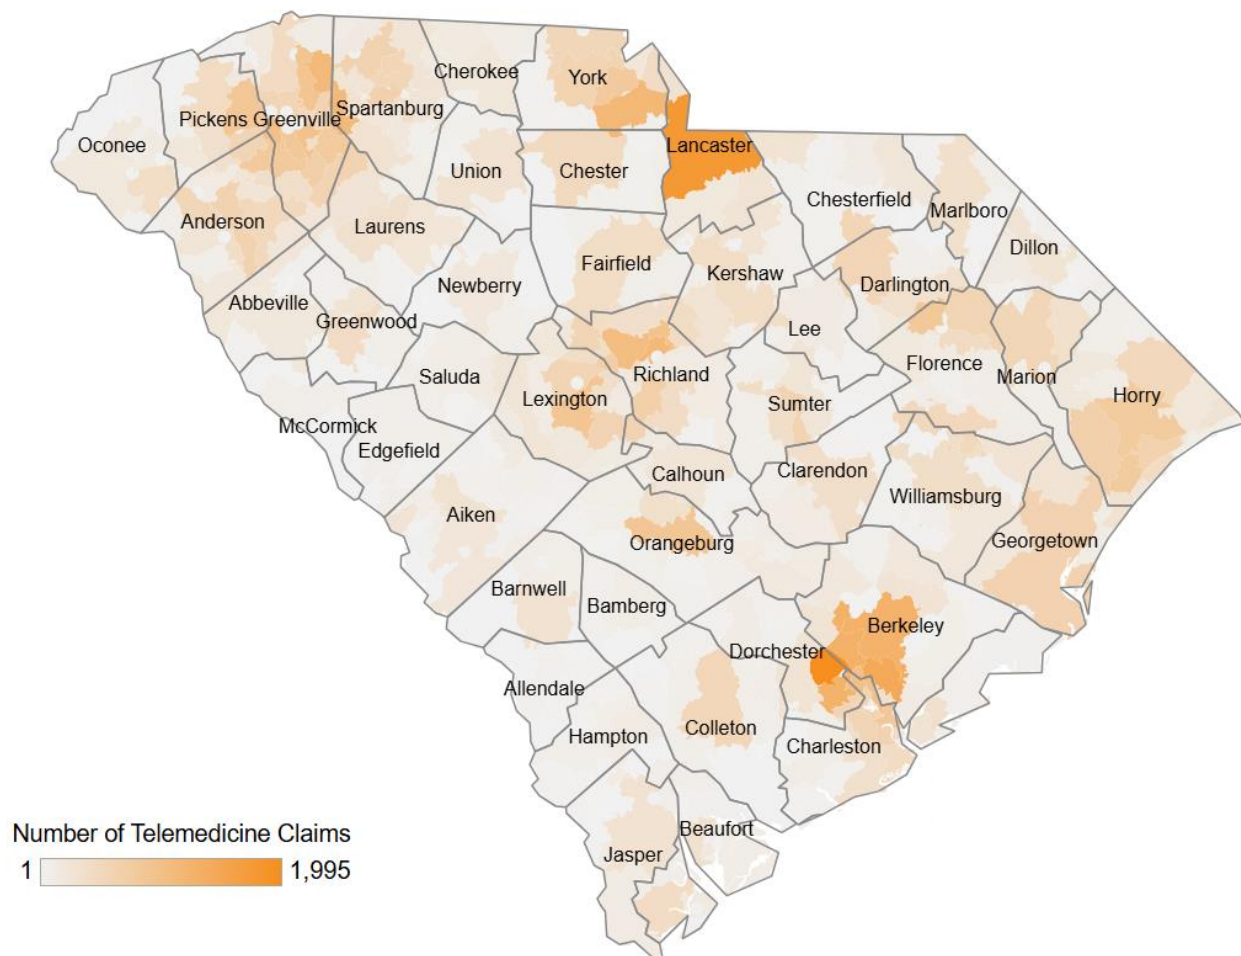 Cherokee
York
Spartanburg
Pickens
Greenville
Oconee
Lancaster
Union
Chester
Chesterfield
Marlboro
Anderson
Laurens
Dillon
Fairfield
Kershaw
Newberry
Darlington
Abbeville
Greenwood
Lee
Saluda
Richland
Florence
Marion
Lexington
Sumter
Horry
McCormick
Edgefield
Calhoun
Clarendon
Williamsburg
Aiken
Orangeburg
Georgetown
Barnwell
Bamberg
Berkeley
Dorchester
Allendale
Hampton
Colleton
Charleston
Beaufort
Jasper
Number of Telemedicine Claims
1 1,995